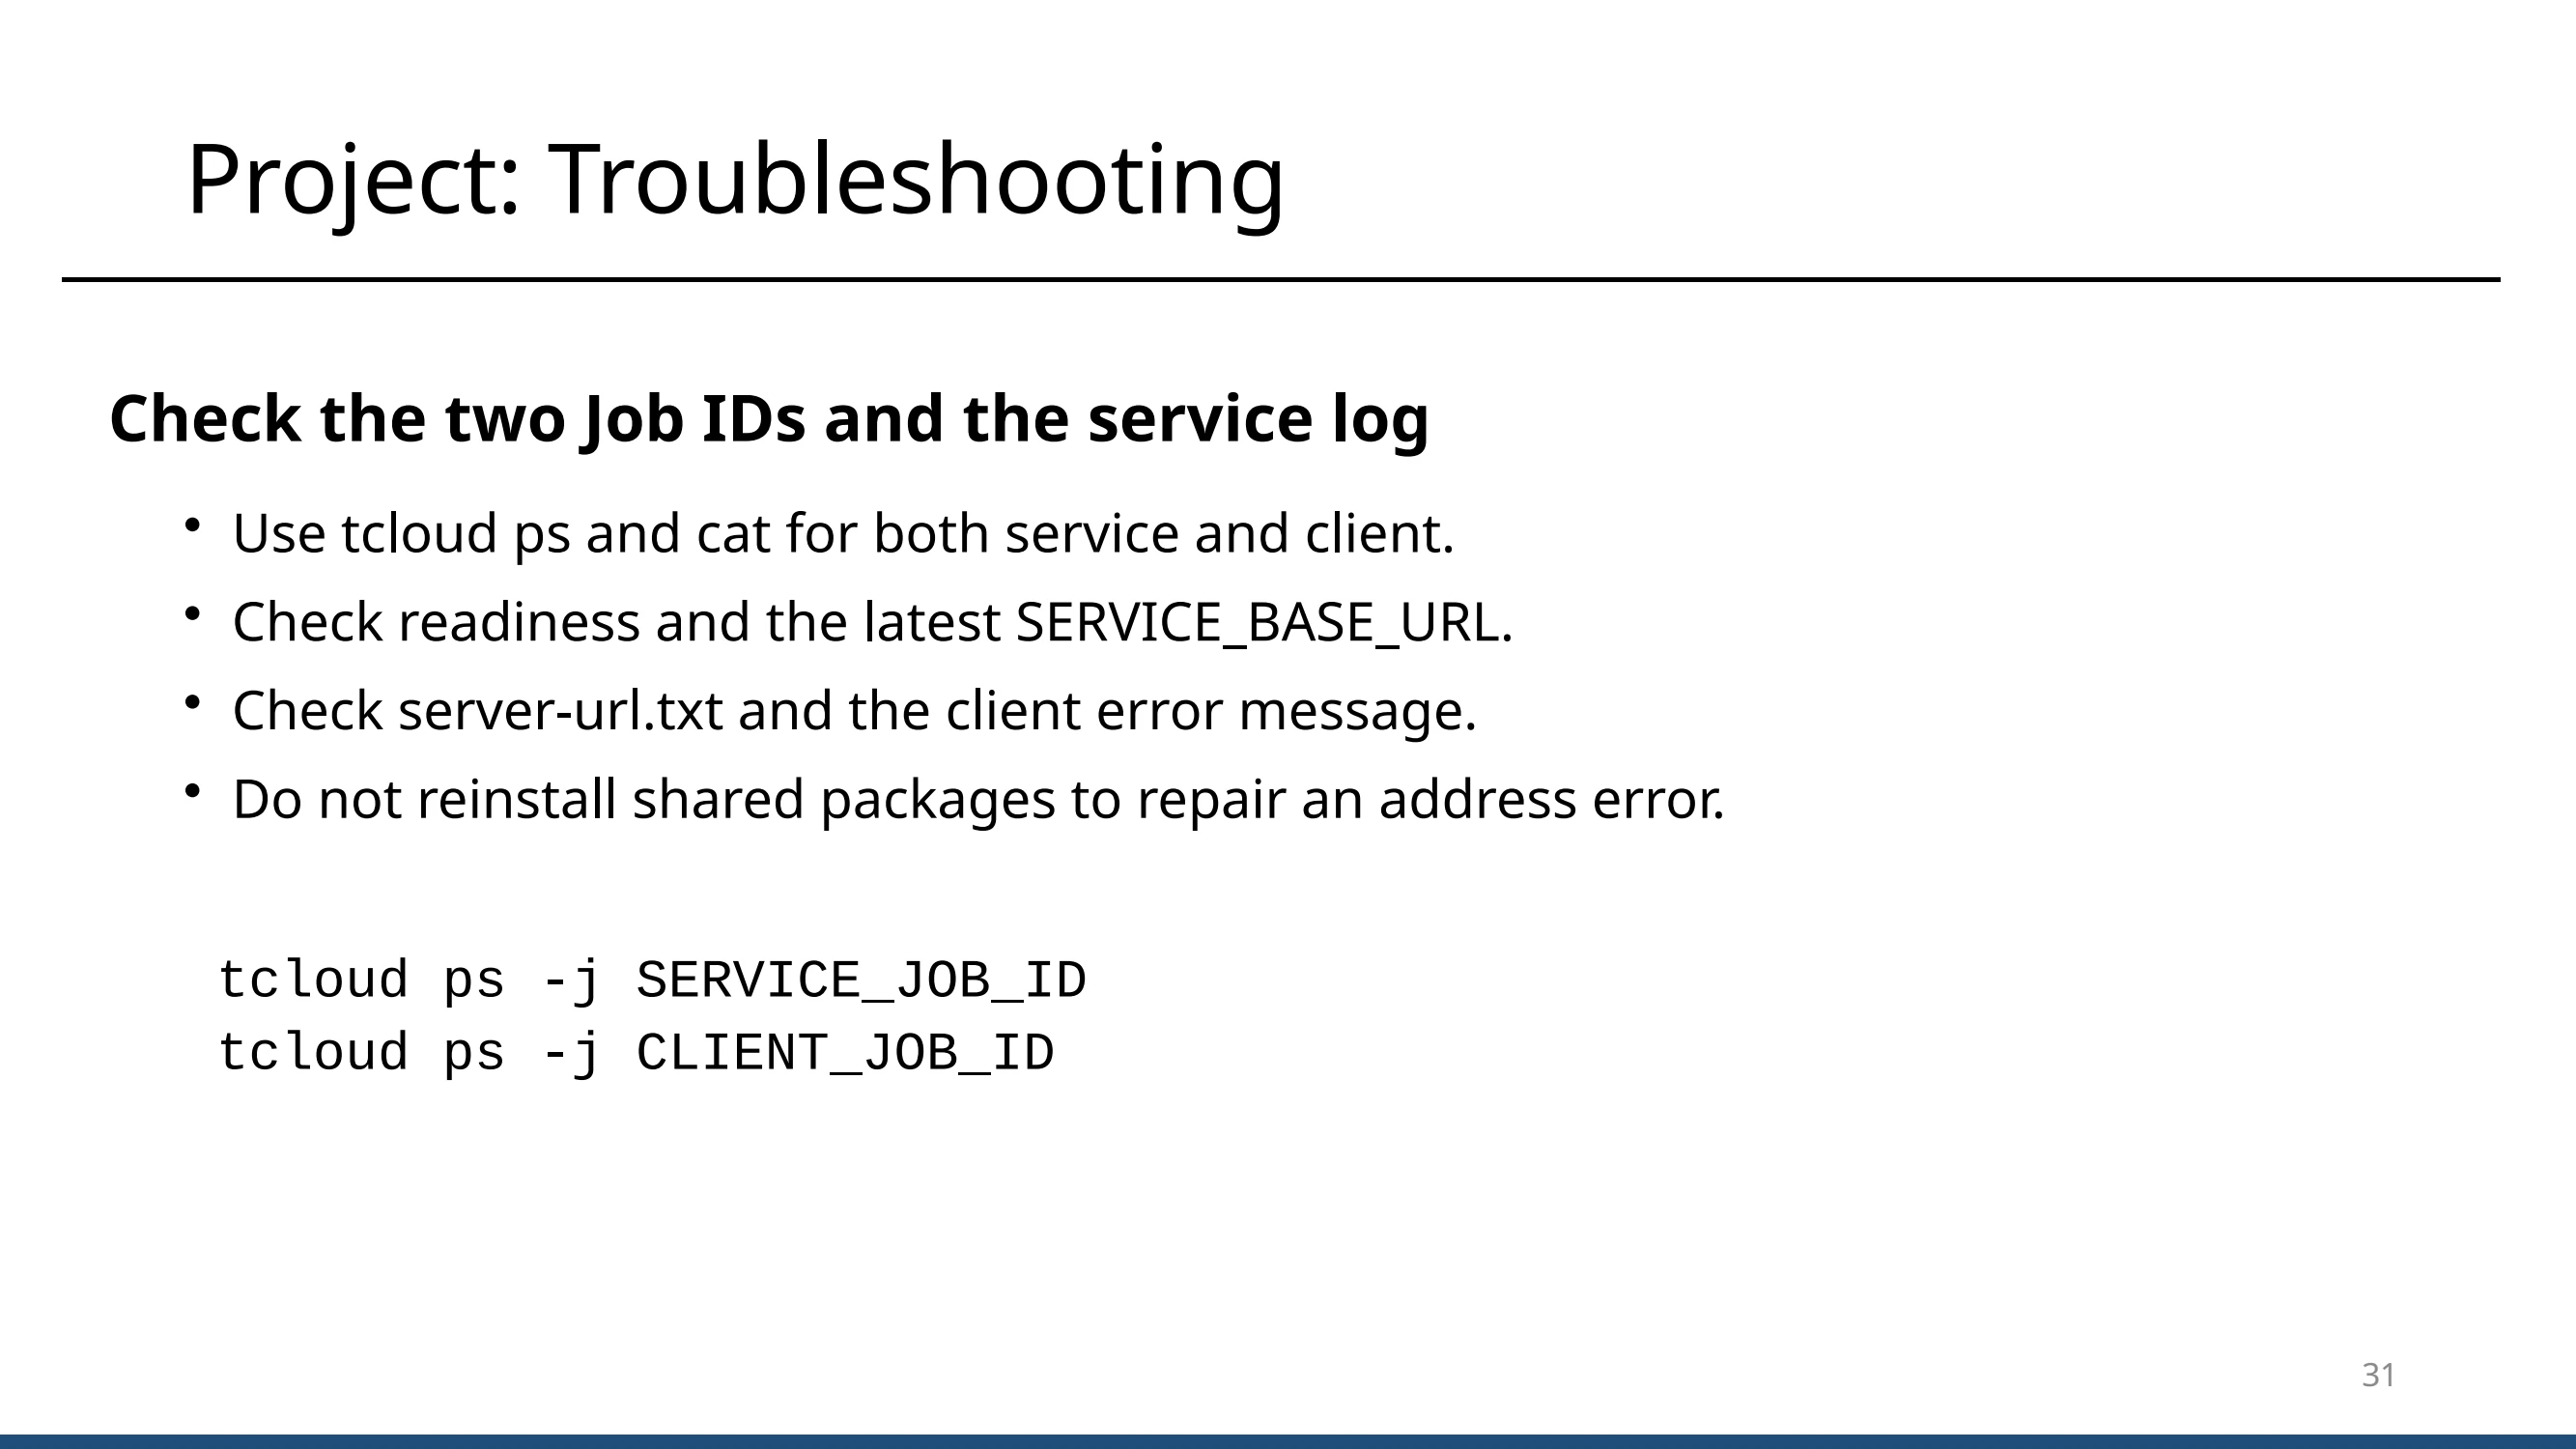 Project: Troubleshooting
Check the two Job IDs and the service log
• Use tcloud ps and cat for both service and client.
• Check readiness and the latest SERVICE_BASE_URL.
• Check server-url.txt and the client error message.
• Do not reinstall shared packages to repair an address error.
tcloud ps -j SERVICE_JOB_ID
tcloud ps -j CLIENT_JOB_ID
31